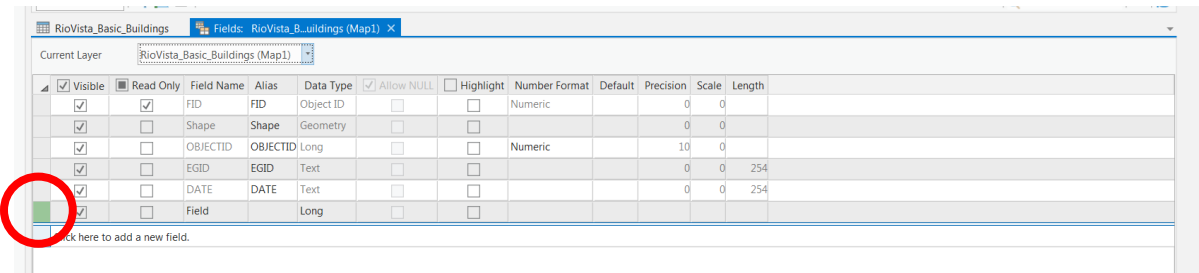 RioVista_Basic_Buildings Fields: RioVista_B...uildings (Map1)
Current Layer RioVista_Basic_Buildings (Map1)
Visible Read Only Field Name Alias Data Type Allow NULL Highlight Number Format Default Precision Scale Length
FID FID Object ID Numeric 0 0
Shape Shape Geometry 0 0
OBJECTID OBJECTID Long Numeric 10 0
EGID EGID Text 0 0 254
DATE DATE Text 0 0 254
Field Long
Click here to add a new field.